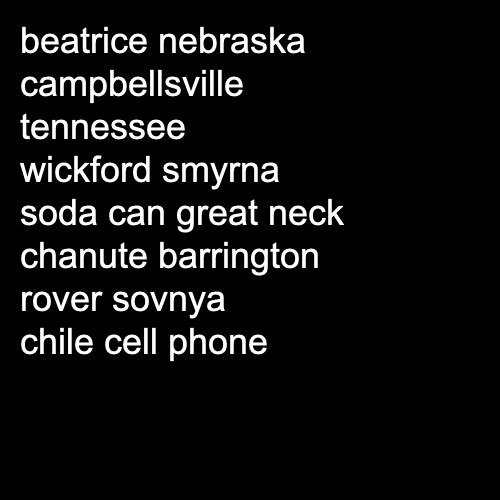 beatrice nebraska
campbellsville
tennessee
wickford smyrna
soda can great neck
chanute barrington
rover sovnya
chile cell phone